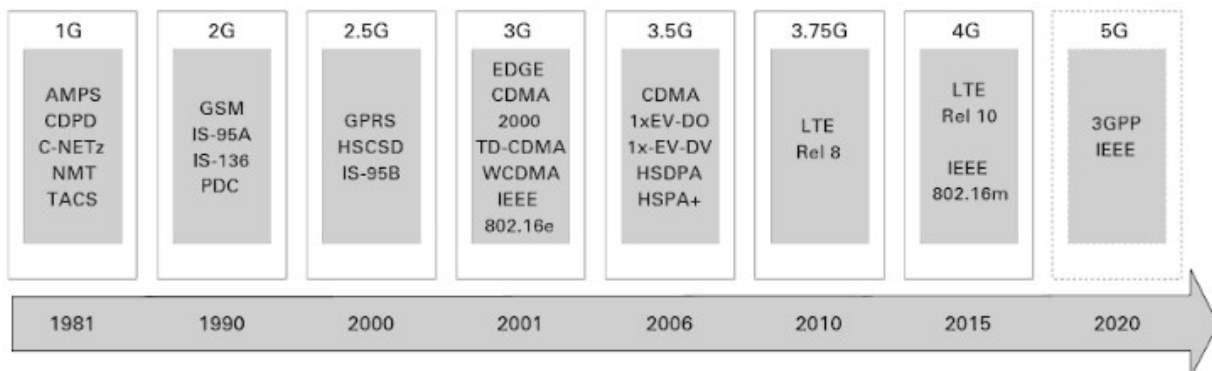 1G
AMPS
CDPD
C-NETz
NMT
TACS
2G
GSM
IS-95A
IS-136
PDC
2.5G
GPRS
HSCSD
IS-95B
3G
EDGE
CDMA
2000
TD-CDMA
WCDMA
IEEE
802.16e
3.5G
CDMA
1xEV-DO
1x-EV-DV
HSDPA
HSPA+
3.75G
LTE
Rel 8
4G
LTE
Rel 10
IEEE
802.16m
5G
3GPP
IEEE
1981
1990
2000
2001
2006
2010
2015
2020